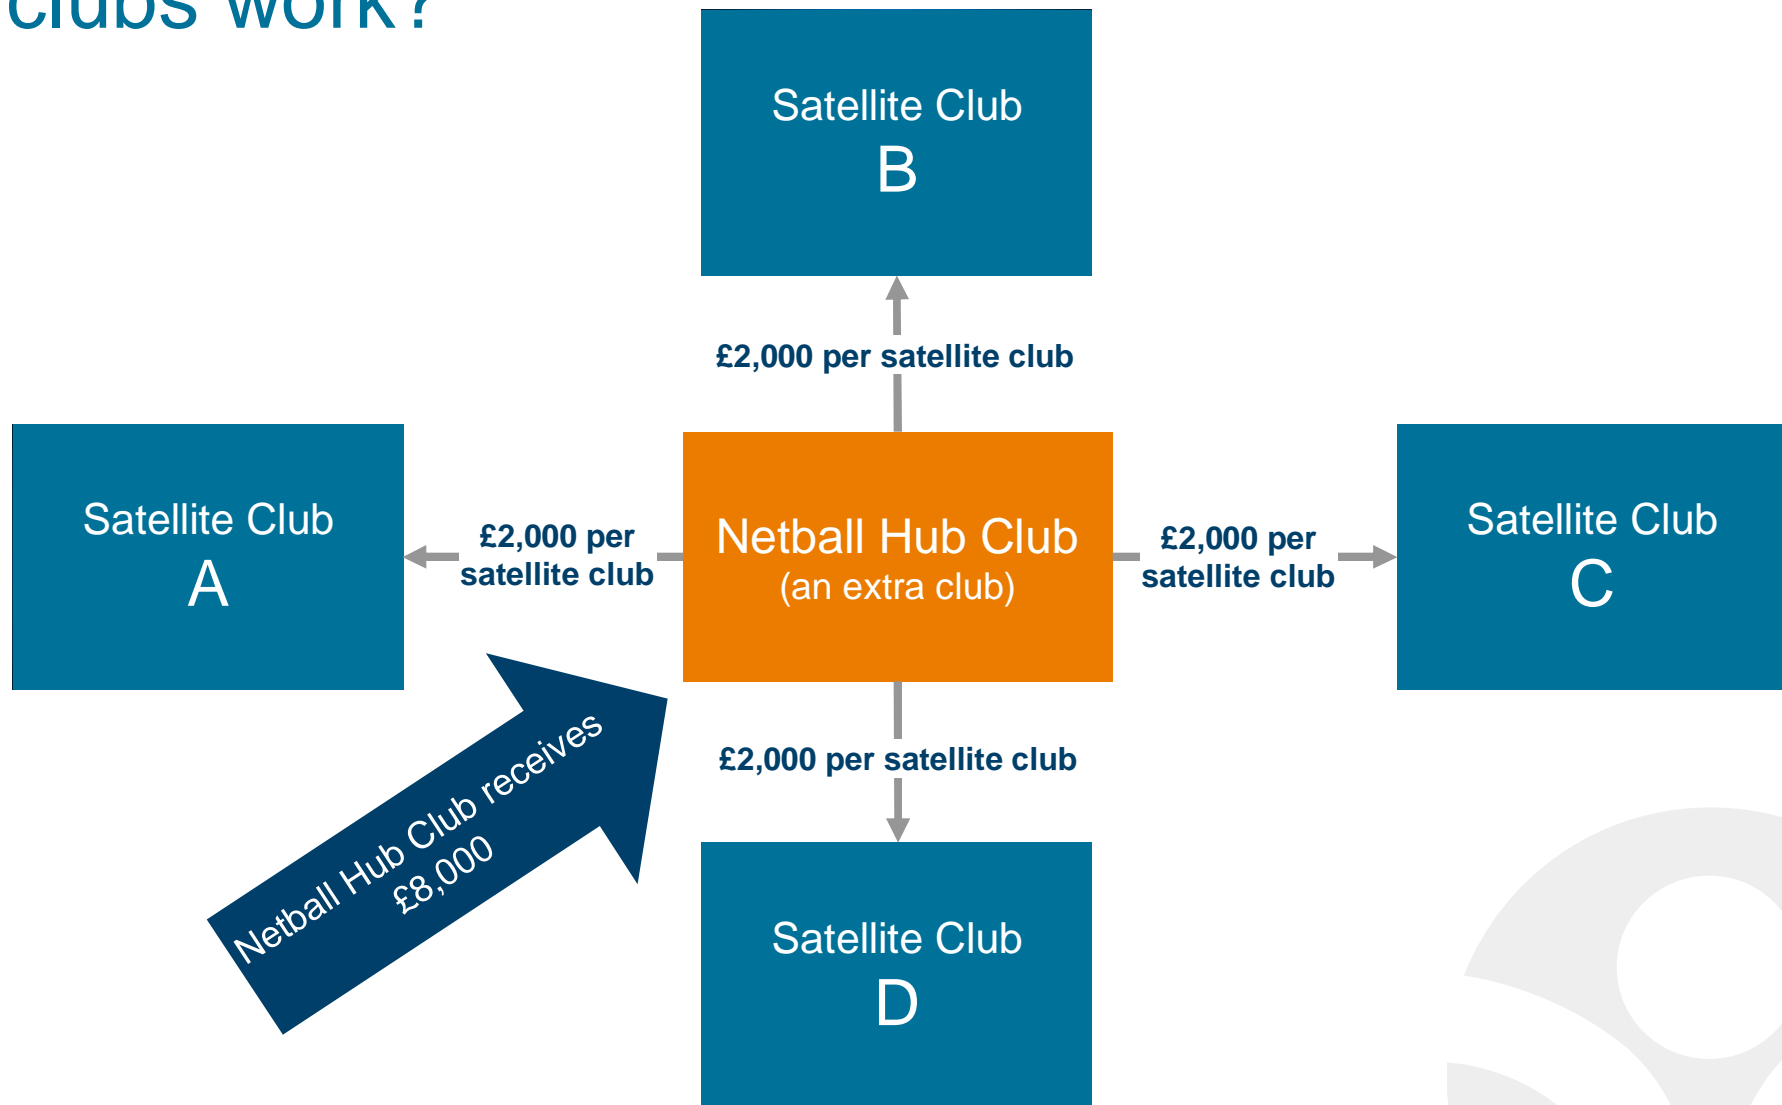 clubs work?
Satellite Club
B
£2,000 per satellite club
Satellite Club
A
£2,000 per
satellite club
Netball Hub Club
(an extra club)
£2,000 per
satellite club
Satellite Club
C
Netball Hub Club receives
£8,000
£2,000 per satellite club
Satellite Club
D